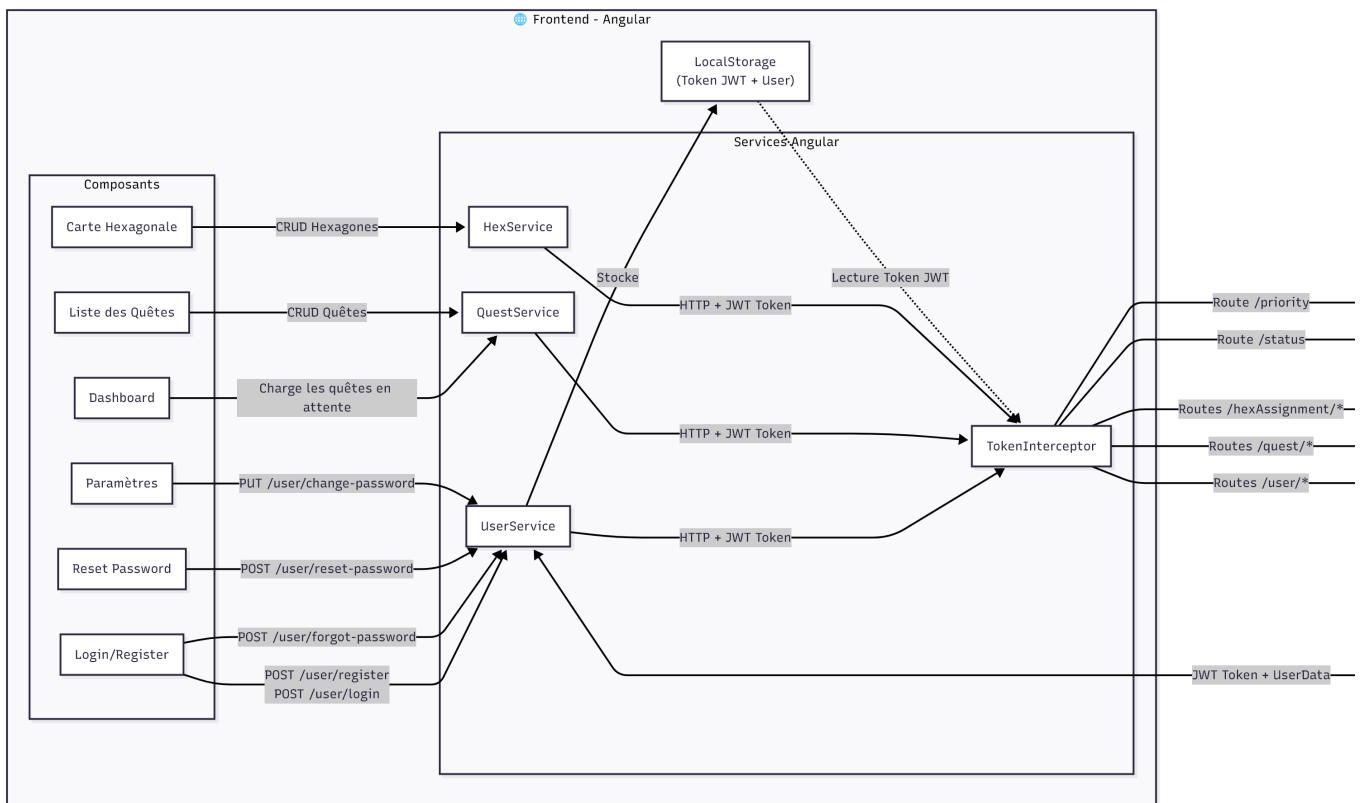 🌐 Frontend - Angular
LocalStorage
(Token JWT + User)
Services Angular
Composants
Carte Hexagonale
CRUD Hexagones
HexService
Stocke
Lecture Token JWT
HTTP + JWT Token
Route /priority
Liste des Quêtes
CRUD Quêtes
QuestService
Route /status
Dashboard
Charge les quêtes en
attente
HTTP + JWT Token
TokenInterceptor
Routes /hexAssignment/*
Routes /quest/*
Routes /user/*
Paramètres
PUT /user/change-password
UserService
HTTP + JWT Token
Reset Password
POST /user/reset-password
Login/Register
POST /user/forgot-password
POST /user/register
POST /user/login
JWT Token + UserData